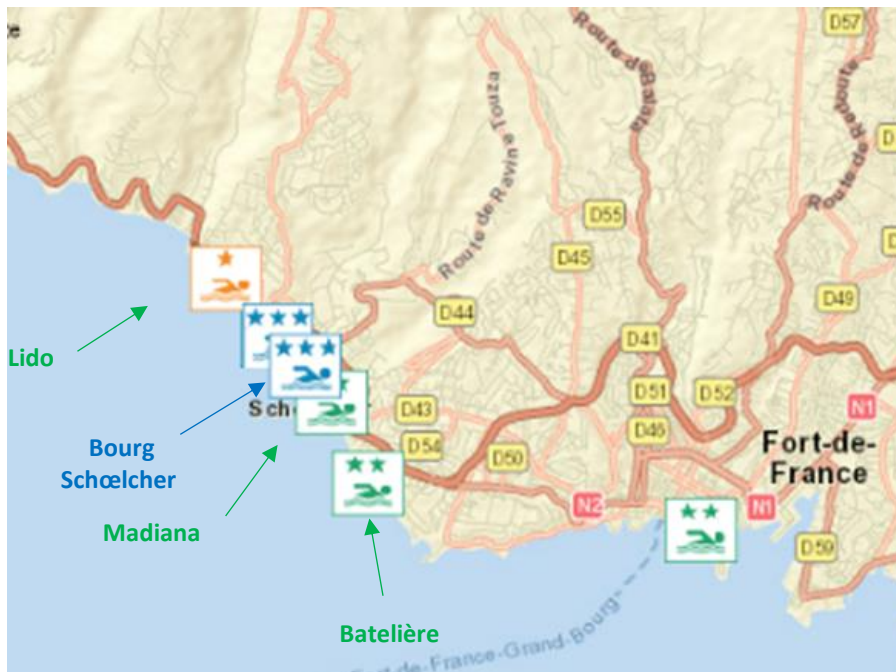 D57
Route de Balata
Route de Redoute
Route de Ravine Touza
D55
D45
D49
D44
D41
Lido
D51
D52
D43
N1
D46
Bourg
Schœlcher
D54
D50
Fort-de-
France
Madiana
N2
N1
D59
Batelière
Fort-de-France-Grand-Bourg